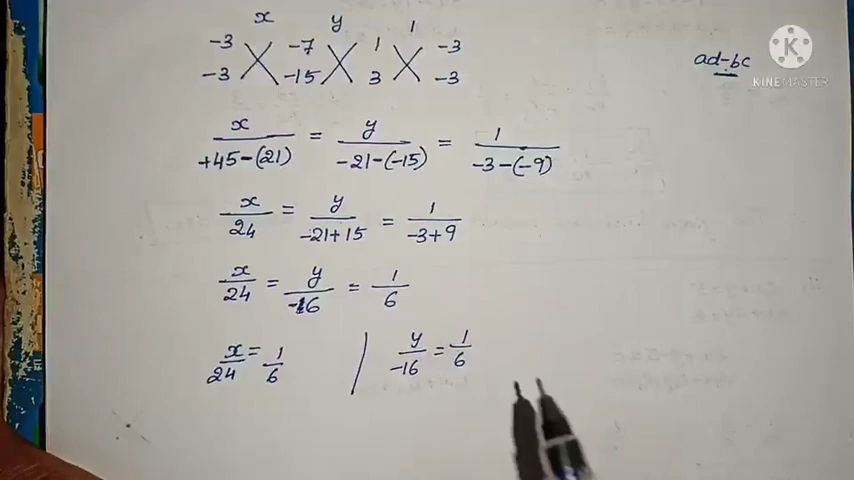 x y 1
-3 -7 1 -3
-3 -15 3 -3
ad-bc
KINEMASTER
x/+45-(21) = y/-21-(-15) = 1/-3-(-9)
x/24 = y/-21+15 = 1/-3+9
x/24 = y/-16 = 1/6
x/24 = 1/6 | y/-16 = 1/6